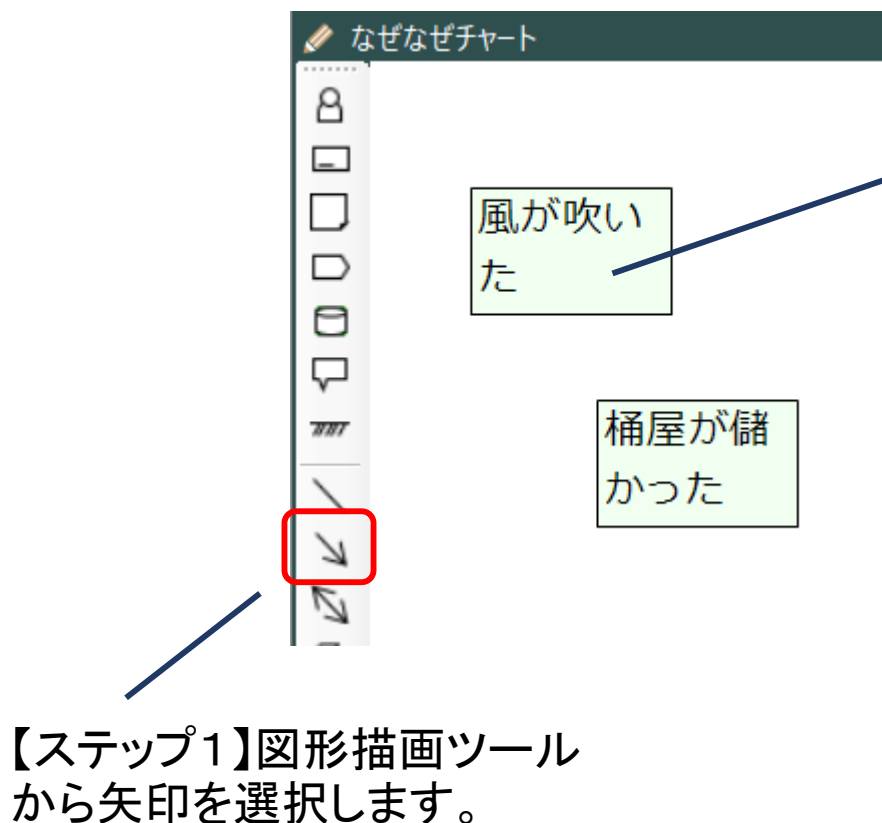 なぜなぜチャート
風が吹い
た
桶屋が儲
かった
【ステップ１】図形描画ツール
から矢印を選択します。